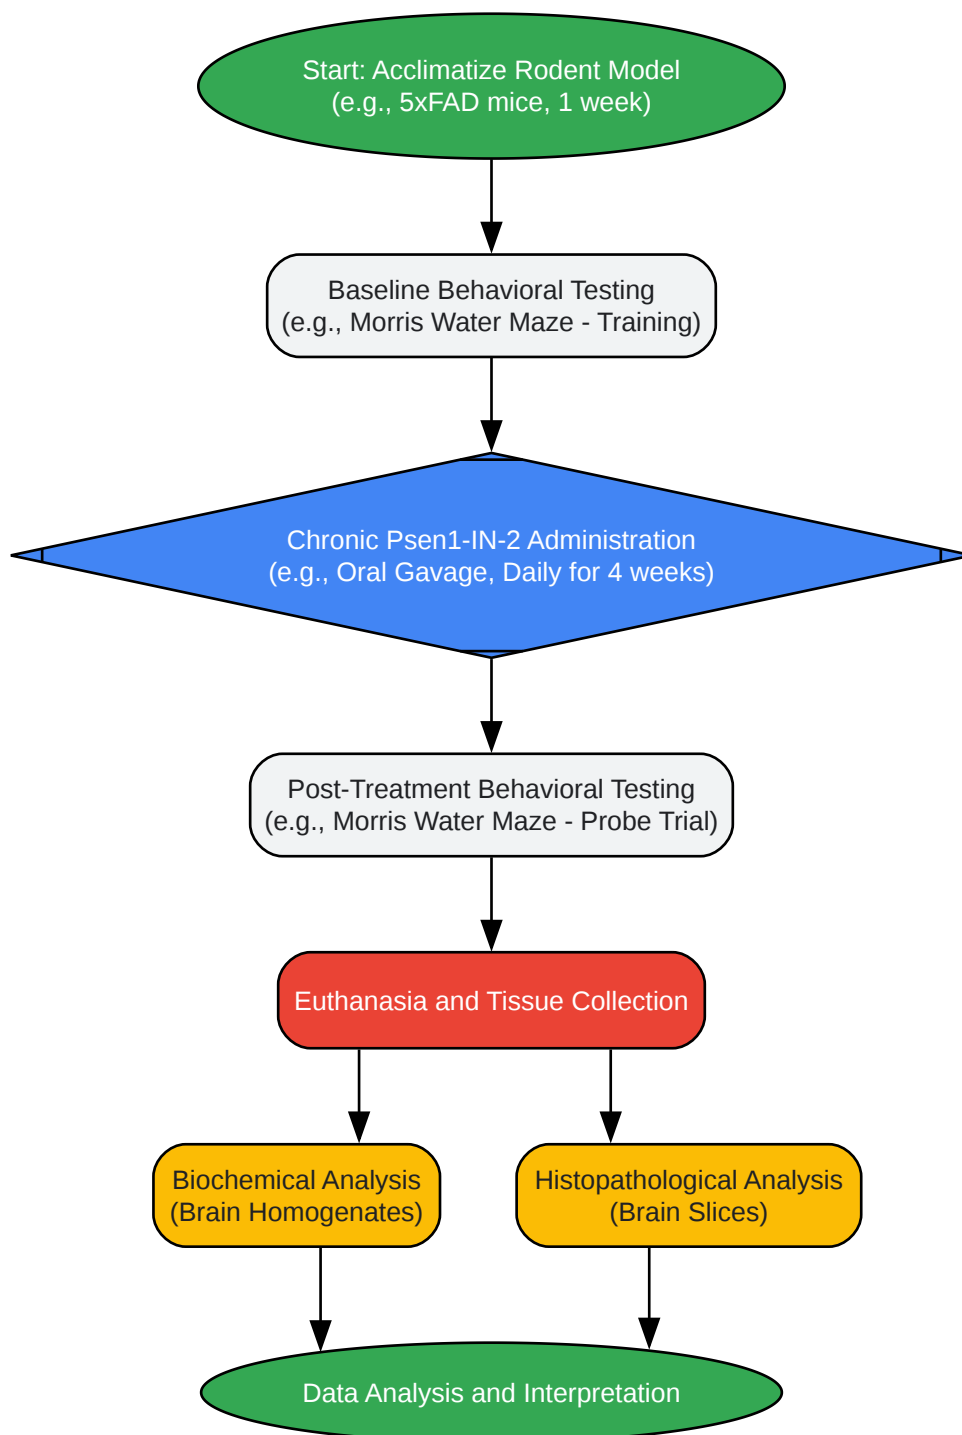 Start: Acclimatize Rodent Model
(e.g., 5xFAD mice, 1 week)
Baseline Behavioral Testing
(e.g., Morris Water Maze - Training)
Chronic Psen1-IN-2 Administration
(e.g., Oral Gavage, Daily for 4 weeks)
Post-Treatment Behavioral Testing
(e.g., Morris Water Maze - Probe Trial)
Euthanasia and Tissue Collection
Biochemical Analysis
(Brain Homogenates)
Histopathological Analysis
(Brain Slices)
Data Analysis and Interpretation